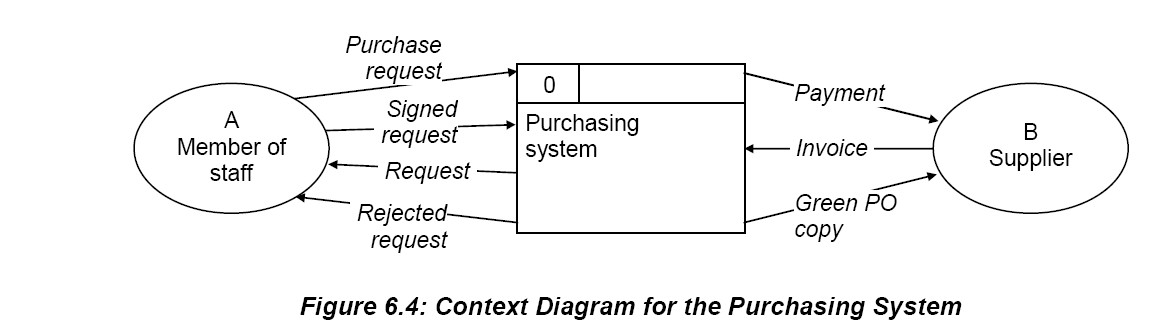 Purchase
request
Signed
request
Request
Rejected
request
A
Member of
staff
0
Purchasing
system
Payment
Invoice
Green PO
copy
B
Supplier
Figure 6.4: Context Diagram for the Purchasing System